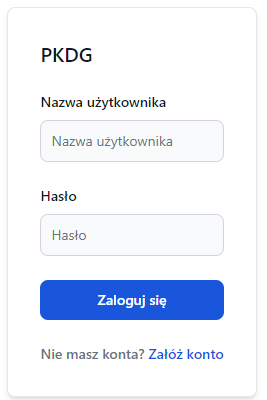 PKDG
Nazwa użytkownika
Nazwa użytkownika
Hasło
Hasło
Zaloguj się
Nie masz konta? Załóż konto